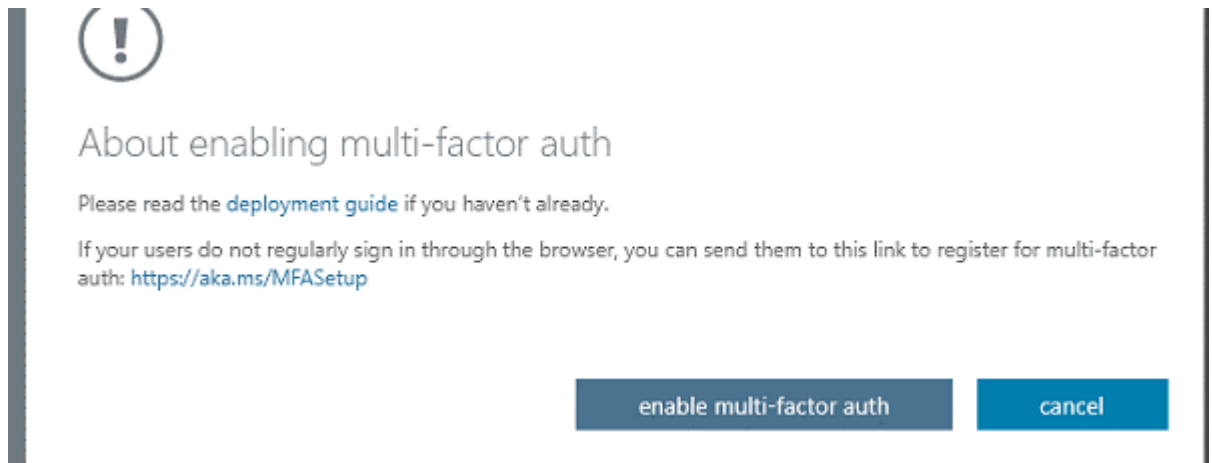 About enabling multi-factor auth
Please read the deployment guide if you haven't already.
If your users do not regularly sign in through the browser, you can send them to this link to register for multi-factor
auth: https://aka.ms/MFASetup
enable multi-factor auth
cancel